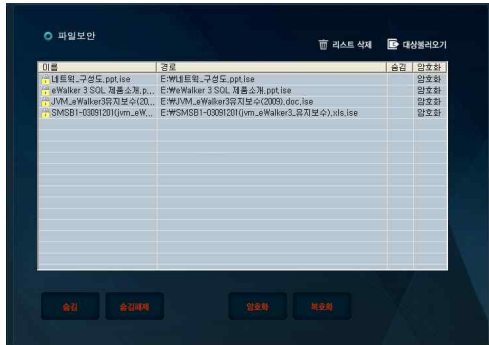 파일보안
리스트 삭제 대상불러오기
이름 경로 숨김 암호화
네트웍_구성도,ppt,ise E:₩네트웍_구성도,ppt,ise 암호화
eWalker 3 SQL 제품소개,p... E:₩eWalker 3 SQL 제품소개,ppt,ise 암호화
JVM_eWalker3유지보수(20... E:₩JVM_eWalker3유지보수(2009),doc,ise 암호화
SMSB1-03091201(jvm_eW... E:₩SMSB1-03091201(jvm_eWalker3_유지보수),xls,ise 암호화
숨김 숨김해제 암호화 복호화